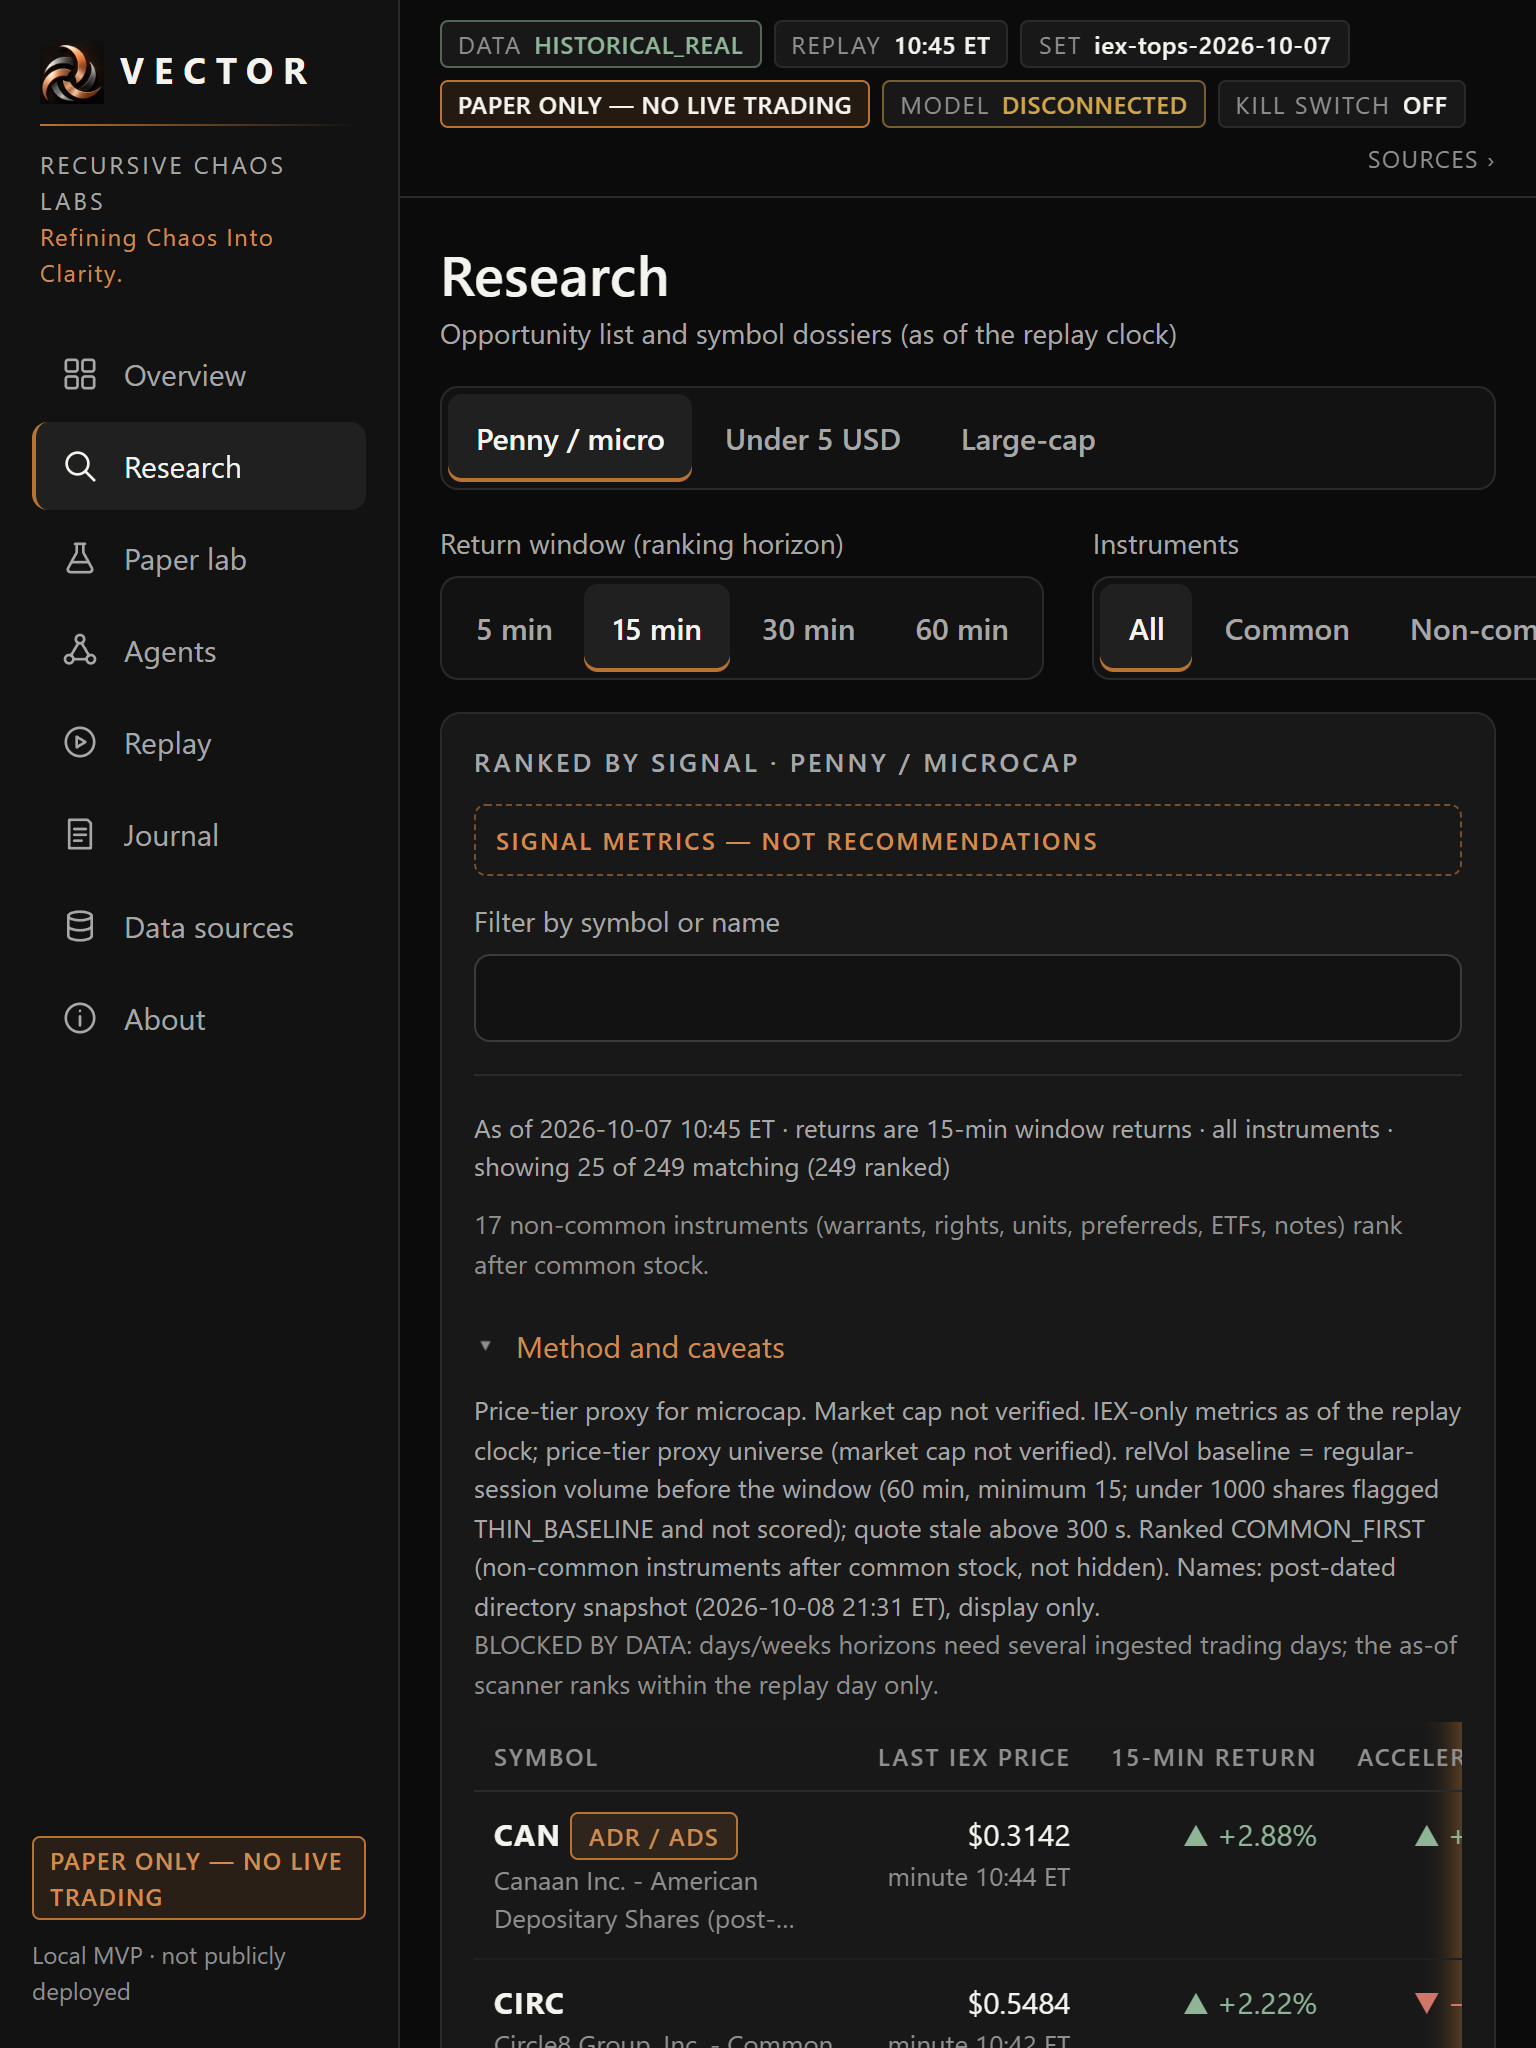 VECTOR
RECURSIVE CHAOS
LABS
Refining Chaos Into
Clarity.
Overview
Research
Paper lab
Agents
Replay
Journal
Data sources
About
PAPER ONLY — NO LIVE
TRADING
Local MVP · not publicly
deployed
DATA HISTORICAL_REAL
REPLAY 10:45 ET
SET iex-tops-2026-10-07
PAPER ONLY — NO LIVE TRADING
MODEL DISCONNECTED
KILL SWITCH OFF
SOURCES ›
Research
Opportunity list and symbol dossiers (as of the replay clock)
Penny / micro
Under 5 USD
Large-cap
Return window (ranking horizon)
5 min
15 min
30 min
60 min
Instruments
All
Common
Non-com
RANKED BY SIGNAL · PENNY / MICROCAP
SIGNAL METRICS — NOT RECOMMENDATIONS
Filter by symbol or name
As of 2026-10-07 10:45 ET · returns are 15-min window returns · all instruments ·
showing 25 of 249 matching (249 ranked)
17 non-common instruments (warrants, rights, units, preferreds, ETFs, notes) rank
after common stock.
▼ Method and caveats
Price-tier proxy for microcap. Market cap not verified. IEX-only metrics as of the replay
clock; price-tier proxy universe (market cap not verified). relVol baseline = regular-
session volume before the window (60 min, minimum 15; under 1000 shares flagged
THIN_BASELINE and not scored); quote stale above 300 s. Ranked COMMON_FIRST
(non-common instruments after common stock, not hidden). Names: post-dated
directory snapshot (2026-10-08 21:31 ET), display only.
BLOCKED BY DATA: days/weeks horizons need several ingested trading days; the as-of
scanner ranks within the replay day only.
SYMBOL LAST IEX PRICE 15-MIN RETURN ACCELER
CAN ADR / ADS $0.3142 ▲ +2.88% ▲ +
Canaan Inc. - American minute 10:44 ET
Depositary Shares (post-...
CIRC $0.5484 ▲ +2.22% ▼ −
Circle8 Group, Inc. - Common minute 10:42 ET